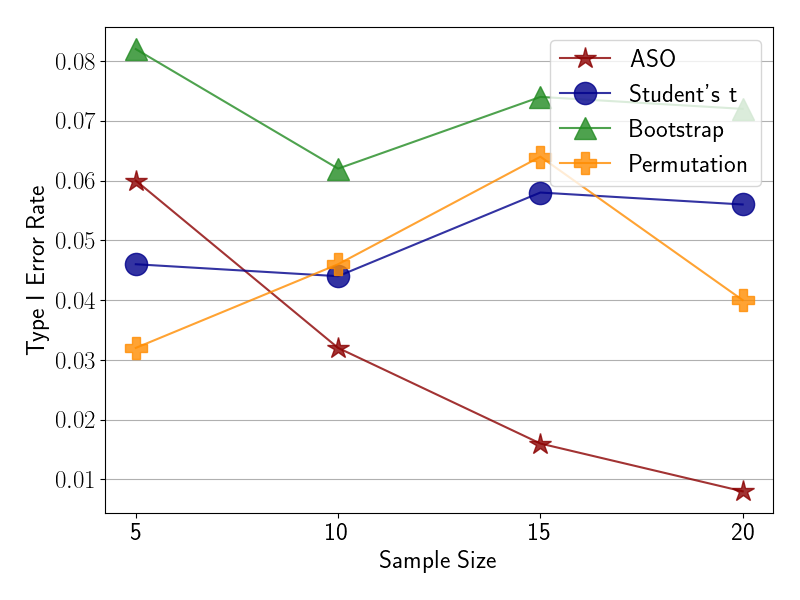 0.08
0.07
0.06
0.05
0.04
0.03
0.02
0.01
Type I Error Rate
5
10
15
20
Sample Size
ASO
Student's t
Bootstrap
Permutation